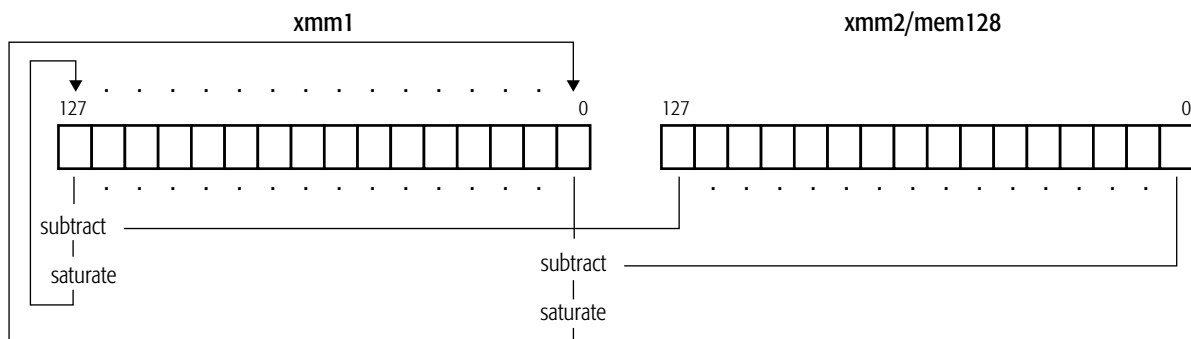 xmm1 xmm2/mem128
127 0 127 0
subtract
saturate
subtract
saturate